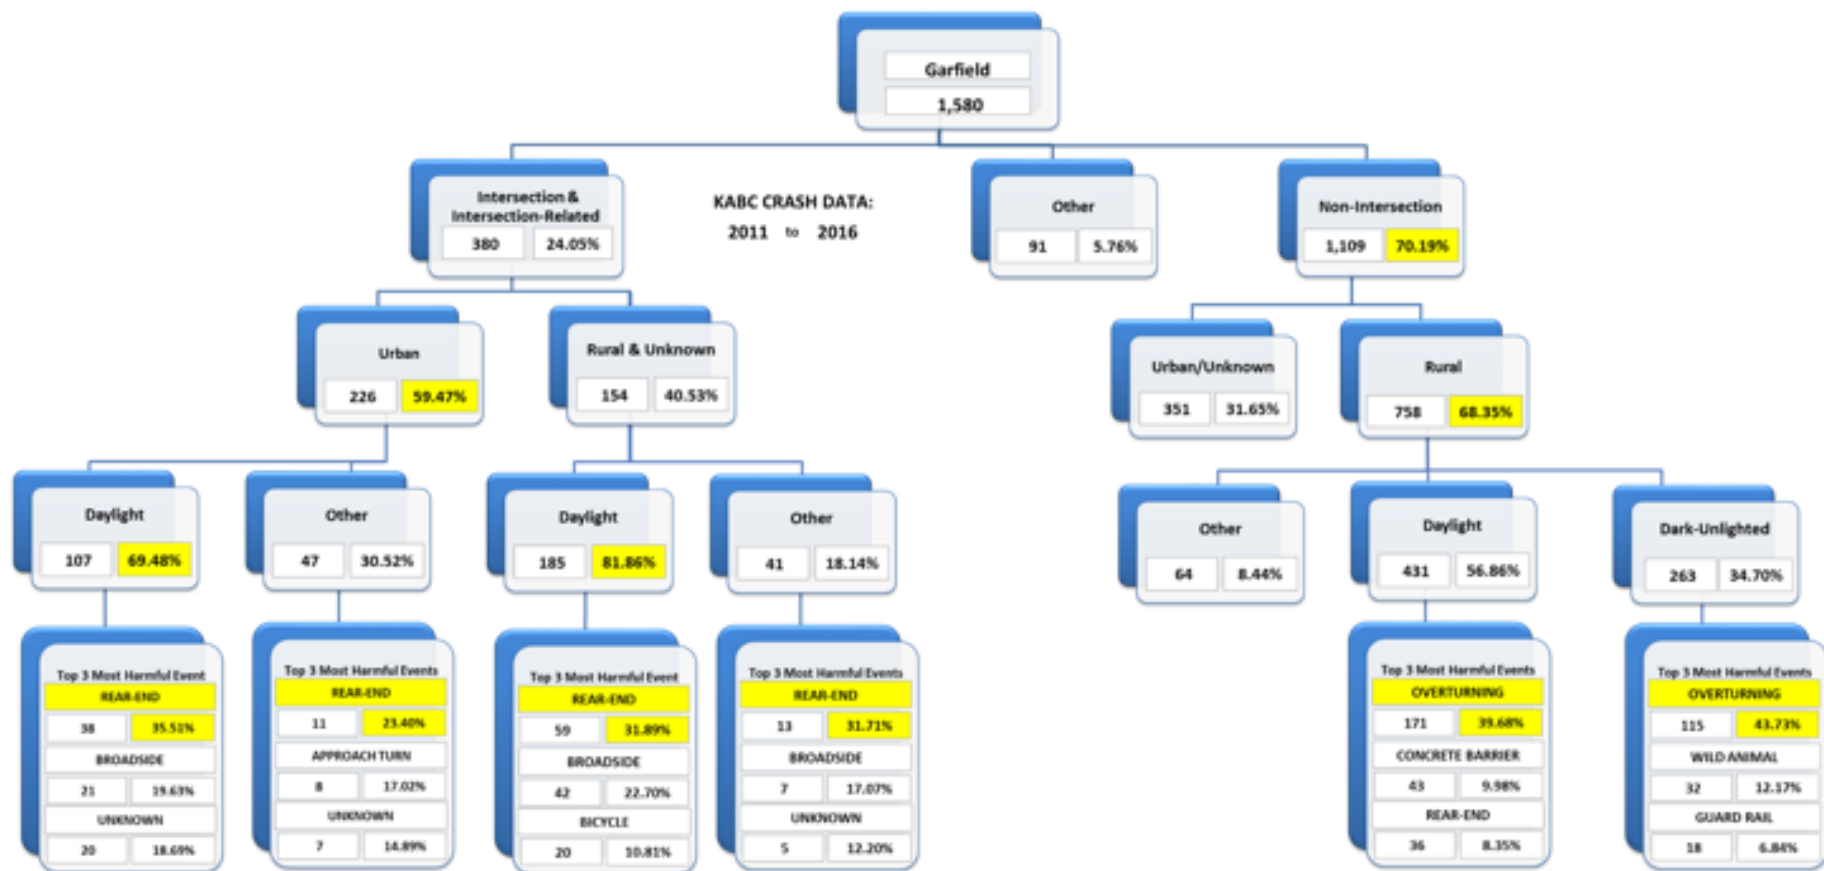 Garfield
1,580
Intersection &
Intersection-Related
380 24.05%
KABC CRASH DATA:
2011 to 2016
Other
91 5.76%
Non-Intersection
1,109 70.19%
Urban
226 59.47%
Rural & Unknown
154 40.53%
Urban/Unknown
351 31.65%
Rural
758 68.35%
Daylight
107 69.48%
Other
47 30.52%
Daylight
185 81.86%
Other
41 18.14%
Other
64 8.44%
Daylight
431 56.86%
Dark-Unlighted
263 34.70%
Top 3 Most Harmful Event
REAR-END
38 35.51%
BROADSIDE
21 19.63%
UNKNOWN
20 18.69%
Top 3 Most Harmful Events
REAR-END
11 23.40%
APPROACH TURN
8 17.02%
UNKNOWN
7 14.89%
Top 3 Most Harmful Event
REAR-END
59 31.89%
BROADSIDE
42 22.70%
BICYCLE
20 10.81%
Top 3 Most Harmful Events
REAR-END
13 31.71%
BROADSIDE
7 17.07%
UNKNOWN
5 12.20%
Top 3 Most Harmful Events
OVERTURNING
171 39.68%
CONCRETE BARRIER
43 9.98%
REAR-END
36 8.35%
Top 3 Most Harmful Events
OVERTURNING
115 43.73%
WILD ANIMAL
32 12.17%
GUARD RAIL
18 6.84%